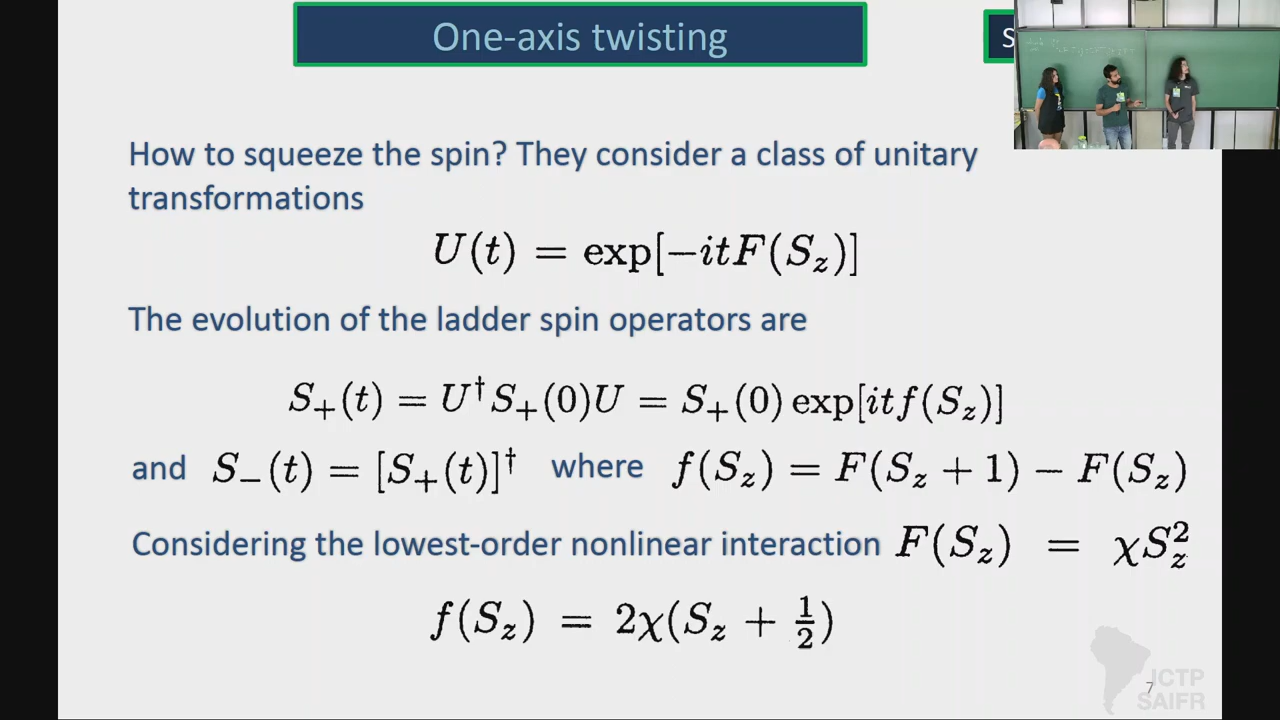 One-axis twisting
S
How to squeeze the spin? They consider a class of unitary
transformations
U(t) = exp[−itF(S_z)]
The evolution of the ladder spin operators are
S_+(t) = U^†S_+(0)U = S_+(0) exp[itf(S_z)]
and S_−(t) = [S_+(t)]^† where f(S_z) = F(S_z + 1) − F(S_z)
Considering the lowest-order nonlinear interaction F(S_z) = χS_z^2
f(S_z) = 2χ(S_z + 1/2)
7
ICTP
SAIFR